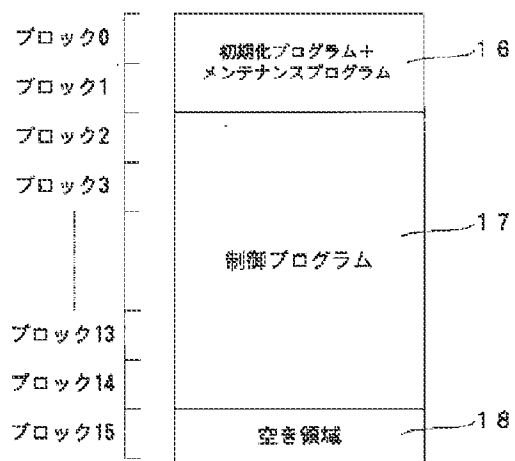 ブロック0
ブロック1
ブロック2
ブロック3
ブロック13
ブロック14
ブロック15
初期化プログラム+
メンテナンスプログラム
16
制御プログラム
17
空き領域
18